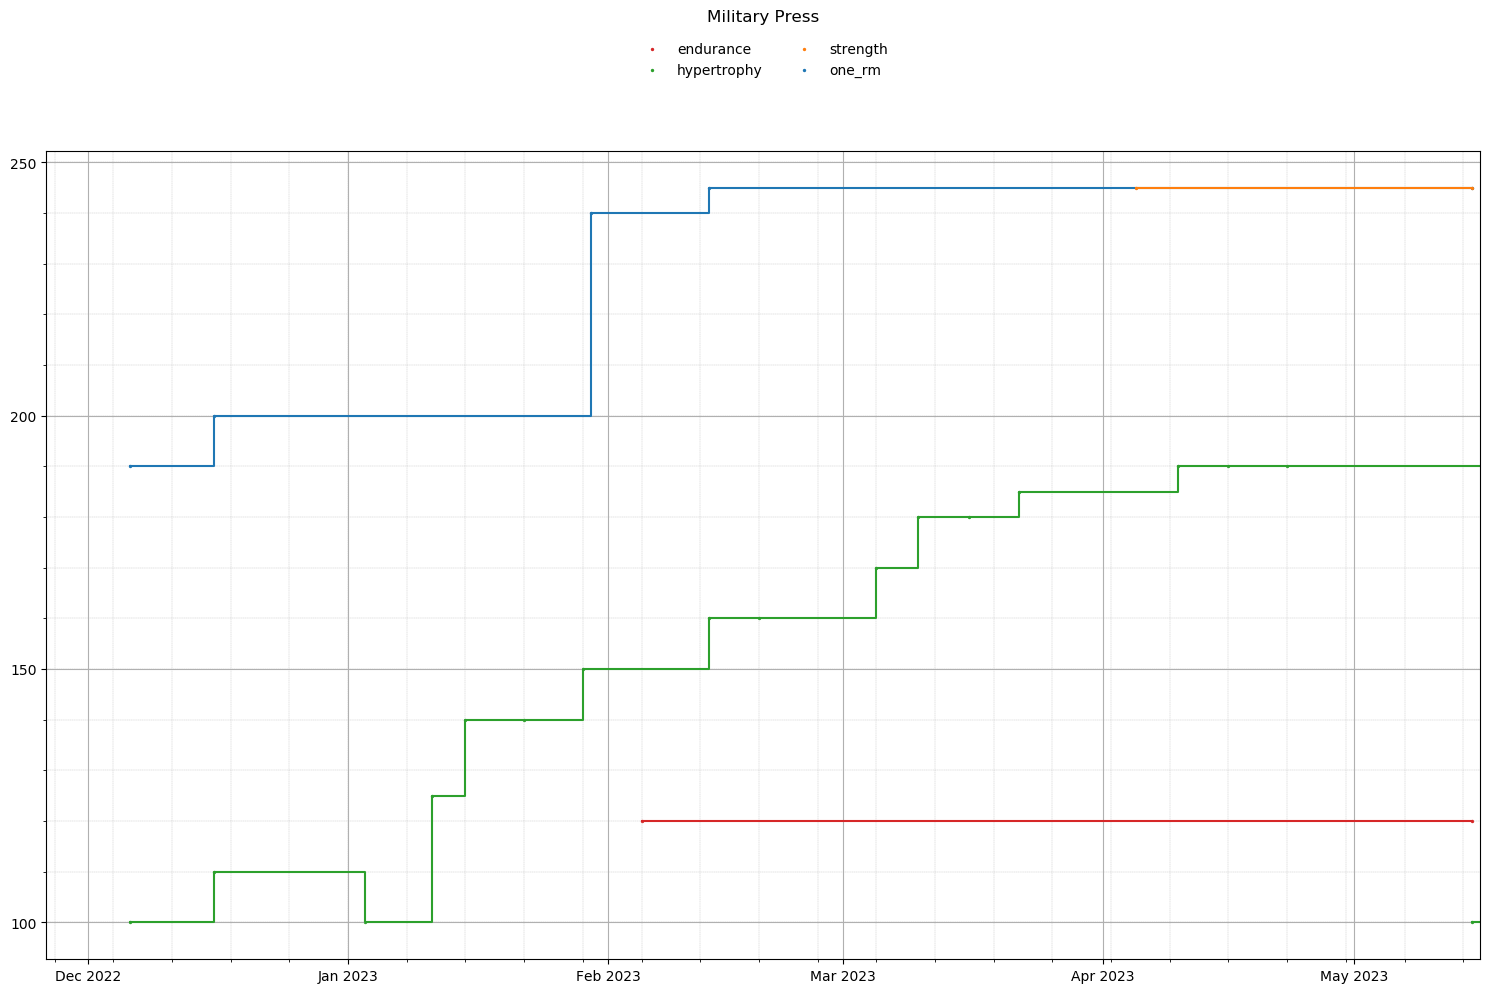 Military Press
endurance strength
hypertrophy one_rm
250
200
150
100
Dec 2022 Jan 2023 Feb 2023 Mar 2023 Apr 2023 May 2023